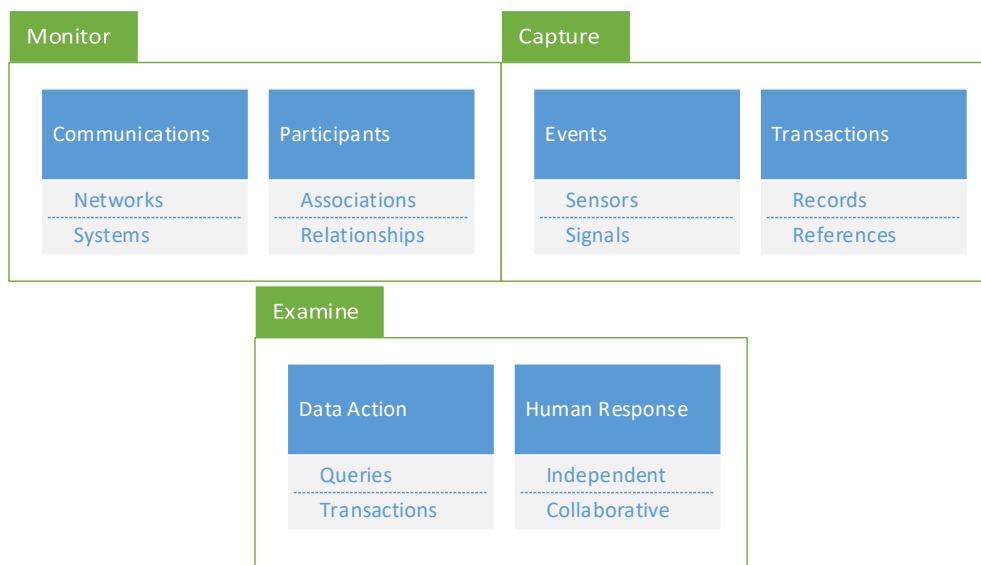 Monitor
Capture
Communications
Participants
Events
Transactions
Networks
Associations
Sensors
Records
Systems
Relationships
Signals
References
Examine
Data Action
Human Response
Queries
Independent
Transactions
Collaborative